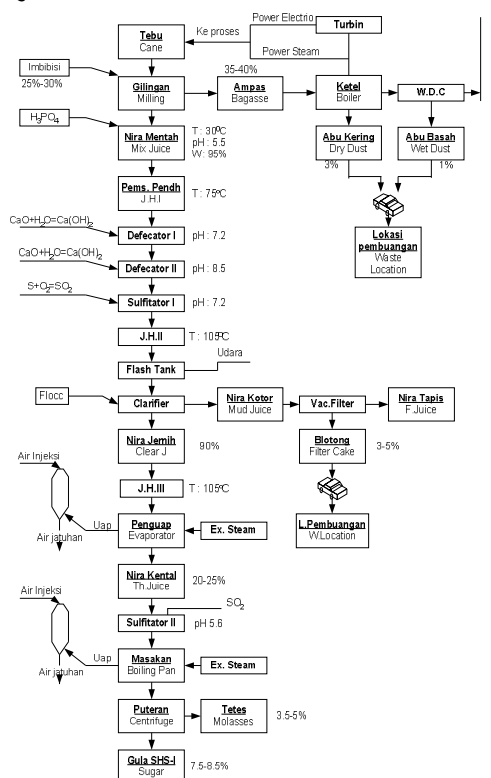 Power Electrio
Turbin
Tebu
Cane
Ke proses
Power Steam
Imbibisi
25%-30%
Gilingan
Milling
35-40%
Ampas
Bagasse
Ketel
Boiler
W.D.C
H3PO4
Nira Mentah
Mix Juice
T : 30ºC
pH : 5.5
W : 95%
Abu Kering
Dry Dust
3%
Abu Basah
Wet Dust
1%
Pems. Pendh
J.H.I
T : 75ºC
Lokasi
pembuangan
Waste
Location
CaO+H2O=Ca(OH)2
Defecator I
pH : 7.2
CaO+H2O=Ca(OH)2
Defecator II
pH : 8.5
S+O2=SO2
Sulfitator I
pH : 7.2
J.H.II
T : 105ºC
Udara
Flash Tank
Flocc
Clarifier
Nira Kotor
Mud Juice
Vac.Filter
Nira Tapis
F.Juice
Nira Jernih
Clear J
90%
Blotong
Filter Cake
3-5%
Air Injeksi
J.H.III
T : 105ºC
Uap
Penguap
Evaporator
Ex. Steam
L.Pembuangan
W.Location
Air jatuhan
Nira Kental
Th Juice
20-25%
Air Injeksi
SO2
Sulfitator II
pH 5.6
Uap
Masakan
Boiling Pan
Ex. Steam
Air jatuhan
Puteran
Centrifuge
Tetes
Molasses
3.5-5%
Gula SHS-I
Sugar
7.5-8.5%